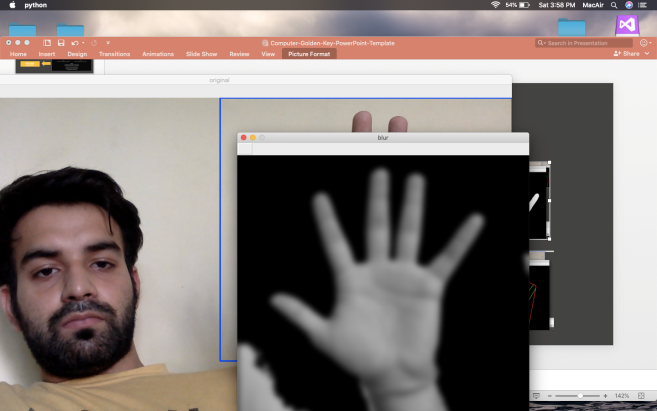 python
54%
Sat 3:58 PM
MacAir
Computer-Golden-Key-PowerPoint-Template
Search in Presentation
Home
Insert
Design
Transitions
Animations
Slide Show
Review
View
Picture Format
Share
original
blur
142%